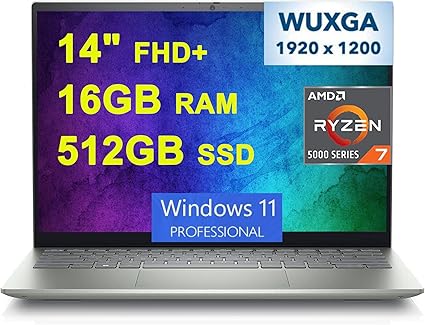 WUXGA
1920 x 1200
14" FHD+
16GB RAM
512GB SSD
AMD
RYZEN
5000 SERIES 7
Windows 11
PROFESSIONAL